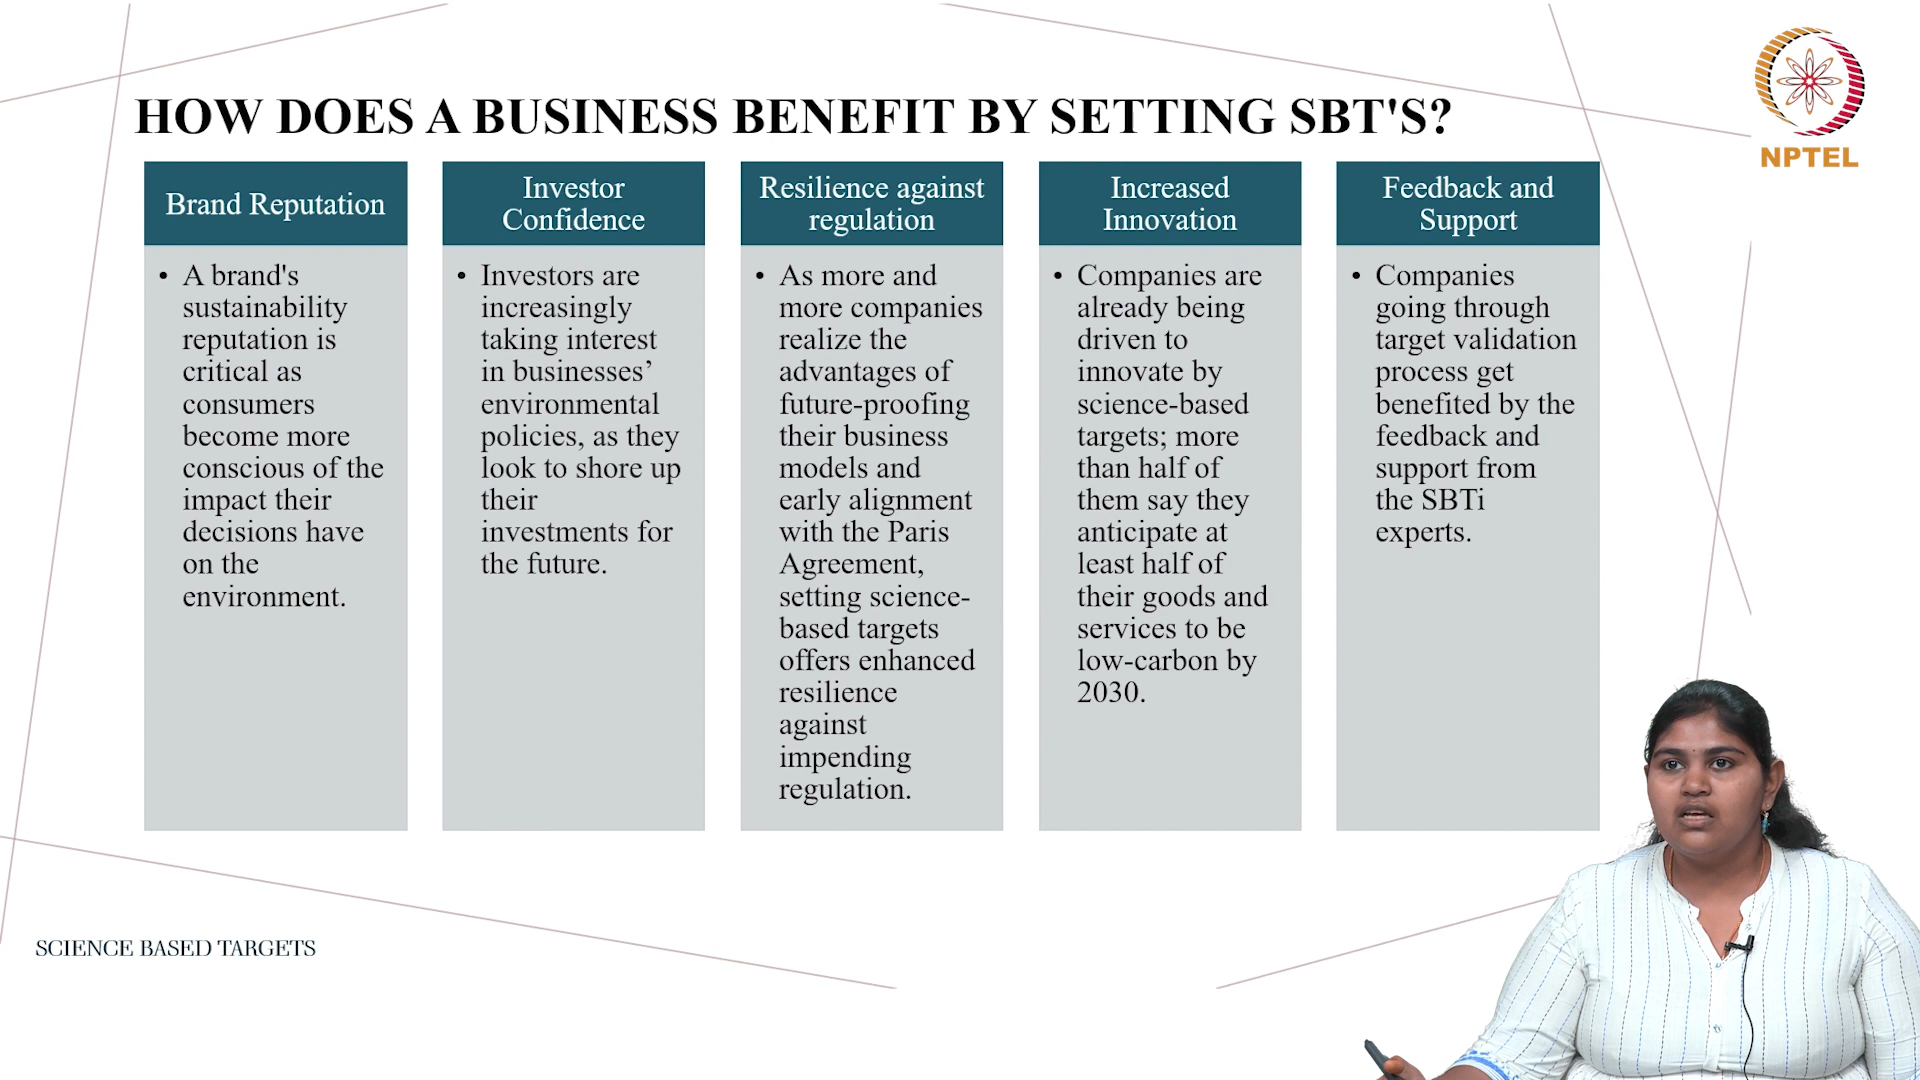 HOW DOES A BUSINESS BENEFIT BY SETTING SBT'S?
NPTEL
Brand Reputation
• A brand's
sustainability
reputation is
critical as
consumers
become more
conscious of the
impact their
decisions have
on the
environment.
Investor
Confidence
• Investors are
increasingly
taking interest
in businesses’
environmental
policies, as they
look to shore up
their
investments for
the future.
Resilience against
regulation
• As more and
more companies
realize the
advantages of
future-proofing
their business
models and
early alignment
with the Paris
Agreement,
setting science-
based targets
offers enhanced
resilience
against
impending
regulation.
Increased
Innovation
• Companies are
already being
driven to
innovate by
science-based
targets; more
than half of
them say they
anticipate at
least half of
their goods and
services to be
low-carbon by
2030.
Feedback and
Support
• Companies
going through
target validation
process get
benefited by the
feedback and
support from
the SBTi
experts.
SCIENCE BASED TARGETS